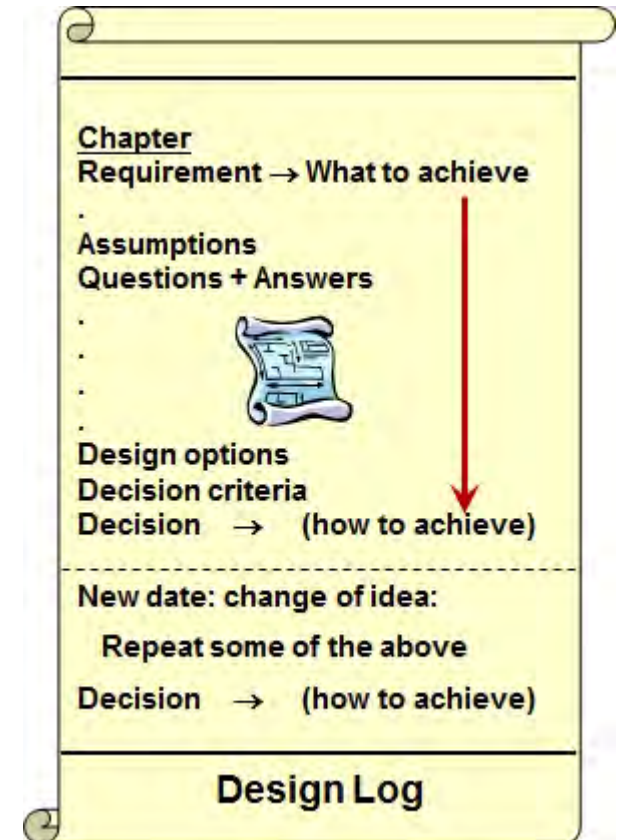 Chapter
Requirement → What to achieve
.
Assumptions
Questions + Answers
.
.
.
.
Design options
Decision criteria
Decision → (how to achieve)
New date: change of idea:
Repeat some of the above
Decision → (how to achieve)
Design Log